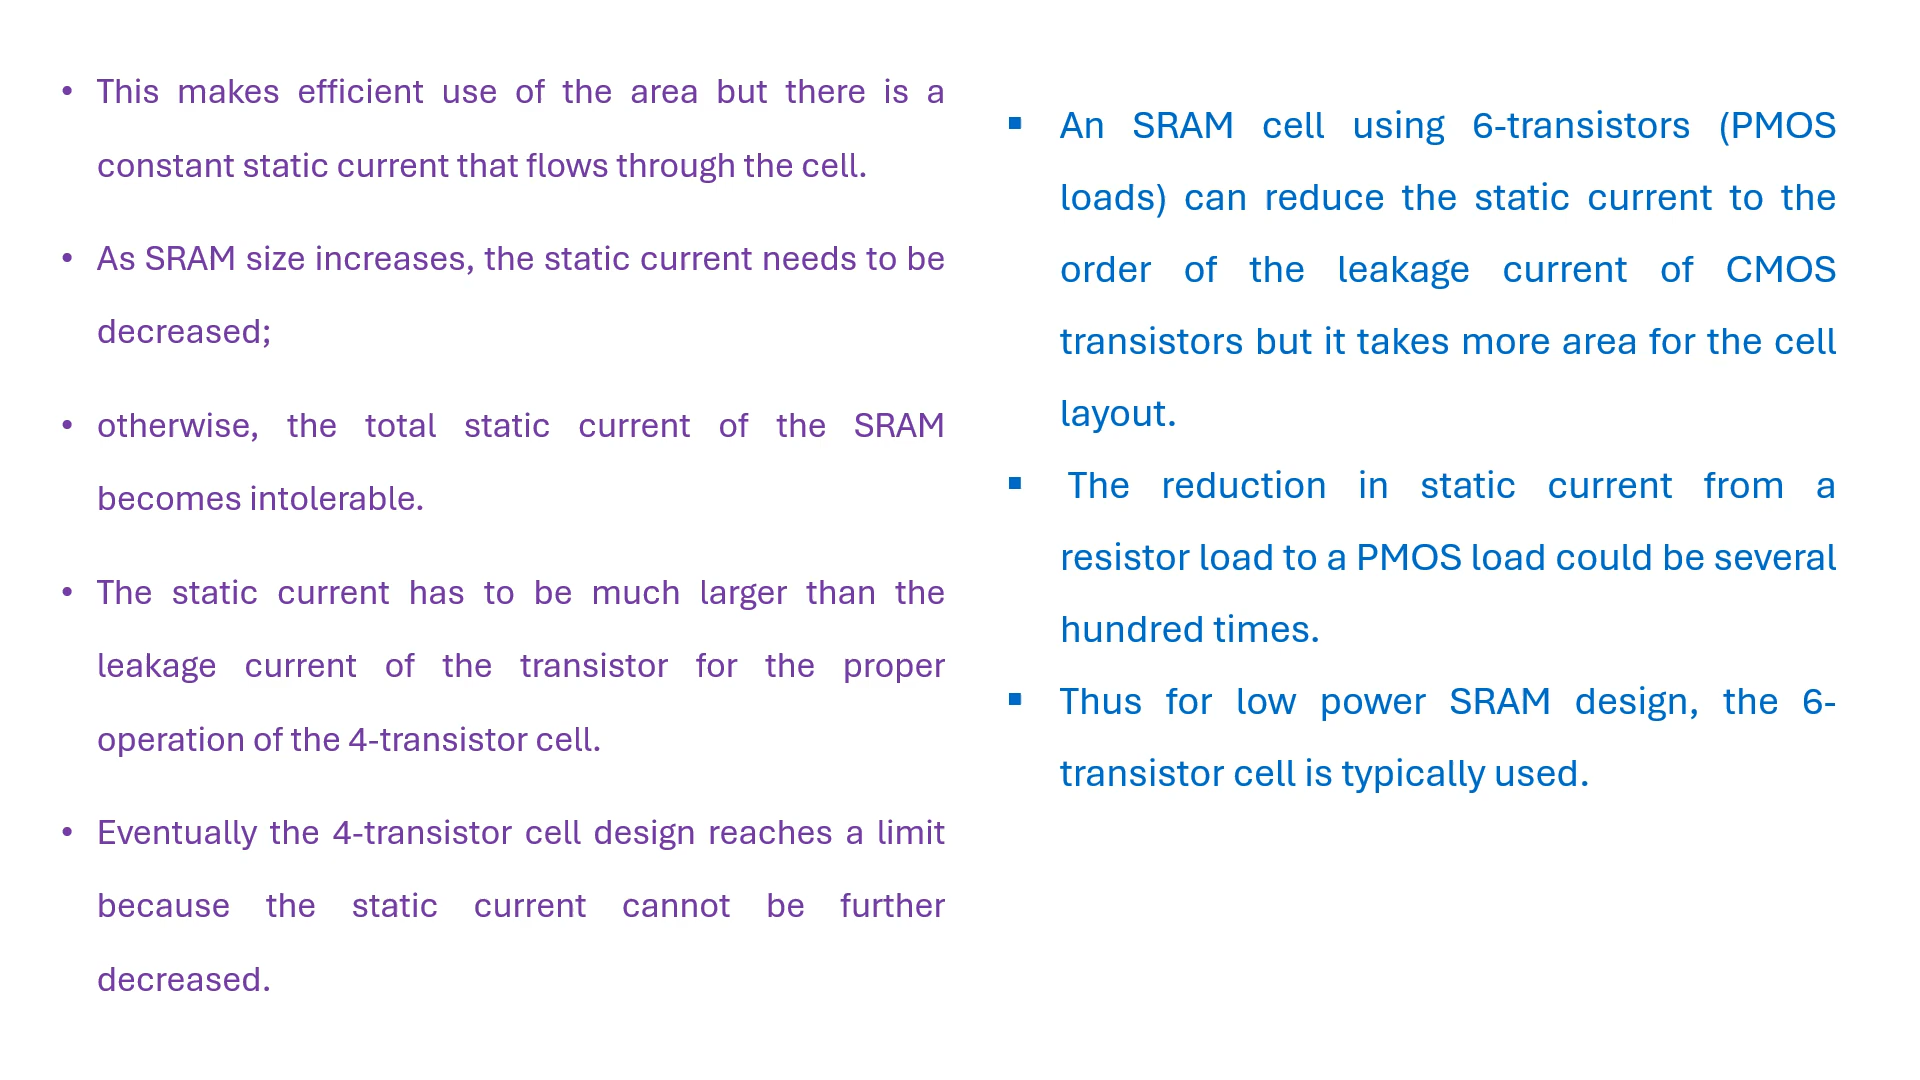 • This makes efficient use of the area but there is a
constant static current that flows through the cell.
• As SRAM size increases, the static current needs to be
decreased;
• otherwise, the total static current of the SRAM
becomes intolerable.
• The static current has to be much larger than the
leakage current of the transistor for the proper
operation of the 4-transistor cell.
• Eventually the 4-transistor cell design reaches a limit
because the static current cannot be further
decreased.
▪ An SRAM cell using 6-transistors (PMOS
loads) can reduce the static current to the
order of the leakage current of CMOS
transistors but it takes more area for the cell
layout.
▪ The reduction in static current from a
resistor load to a PMOS load could be several
hundred times.
▪ Thus for low power SRAM design, the 6-
transistor cell is typically used.